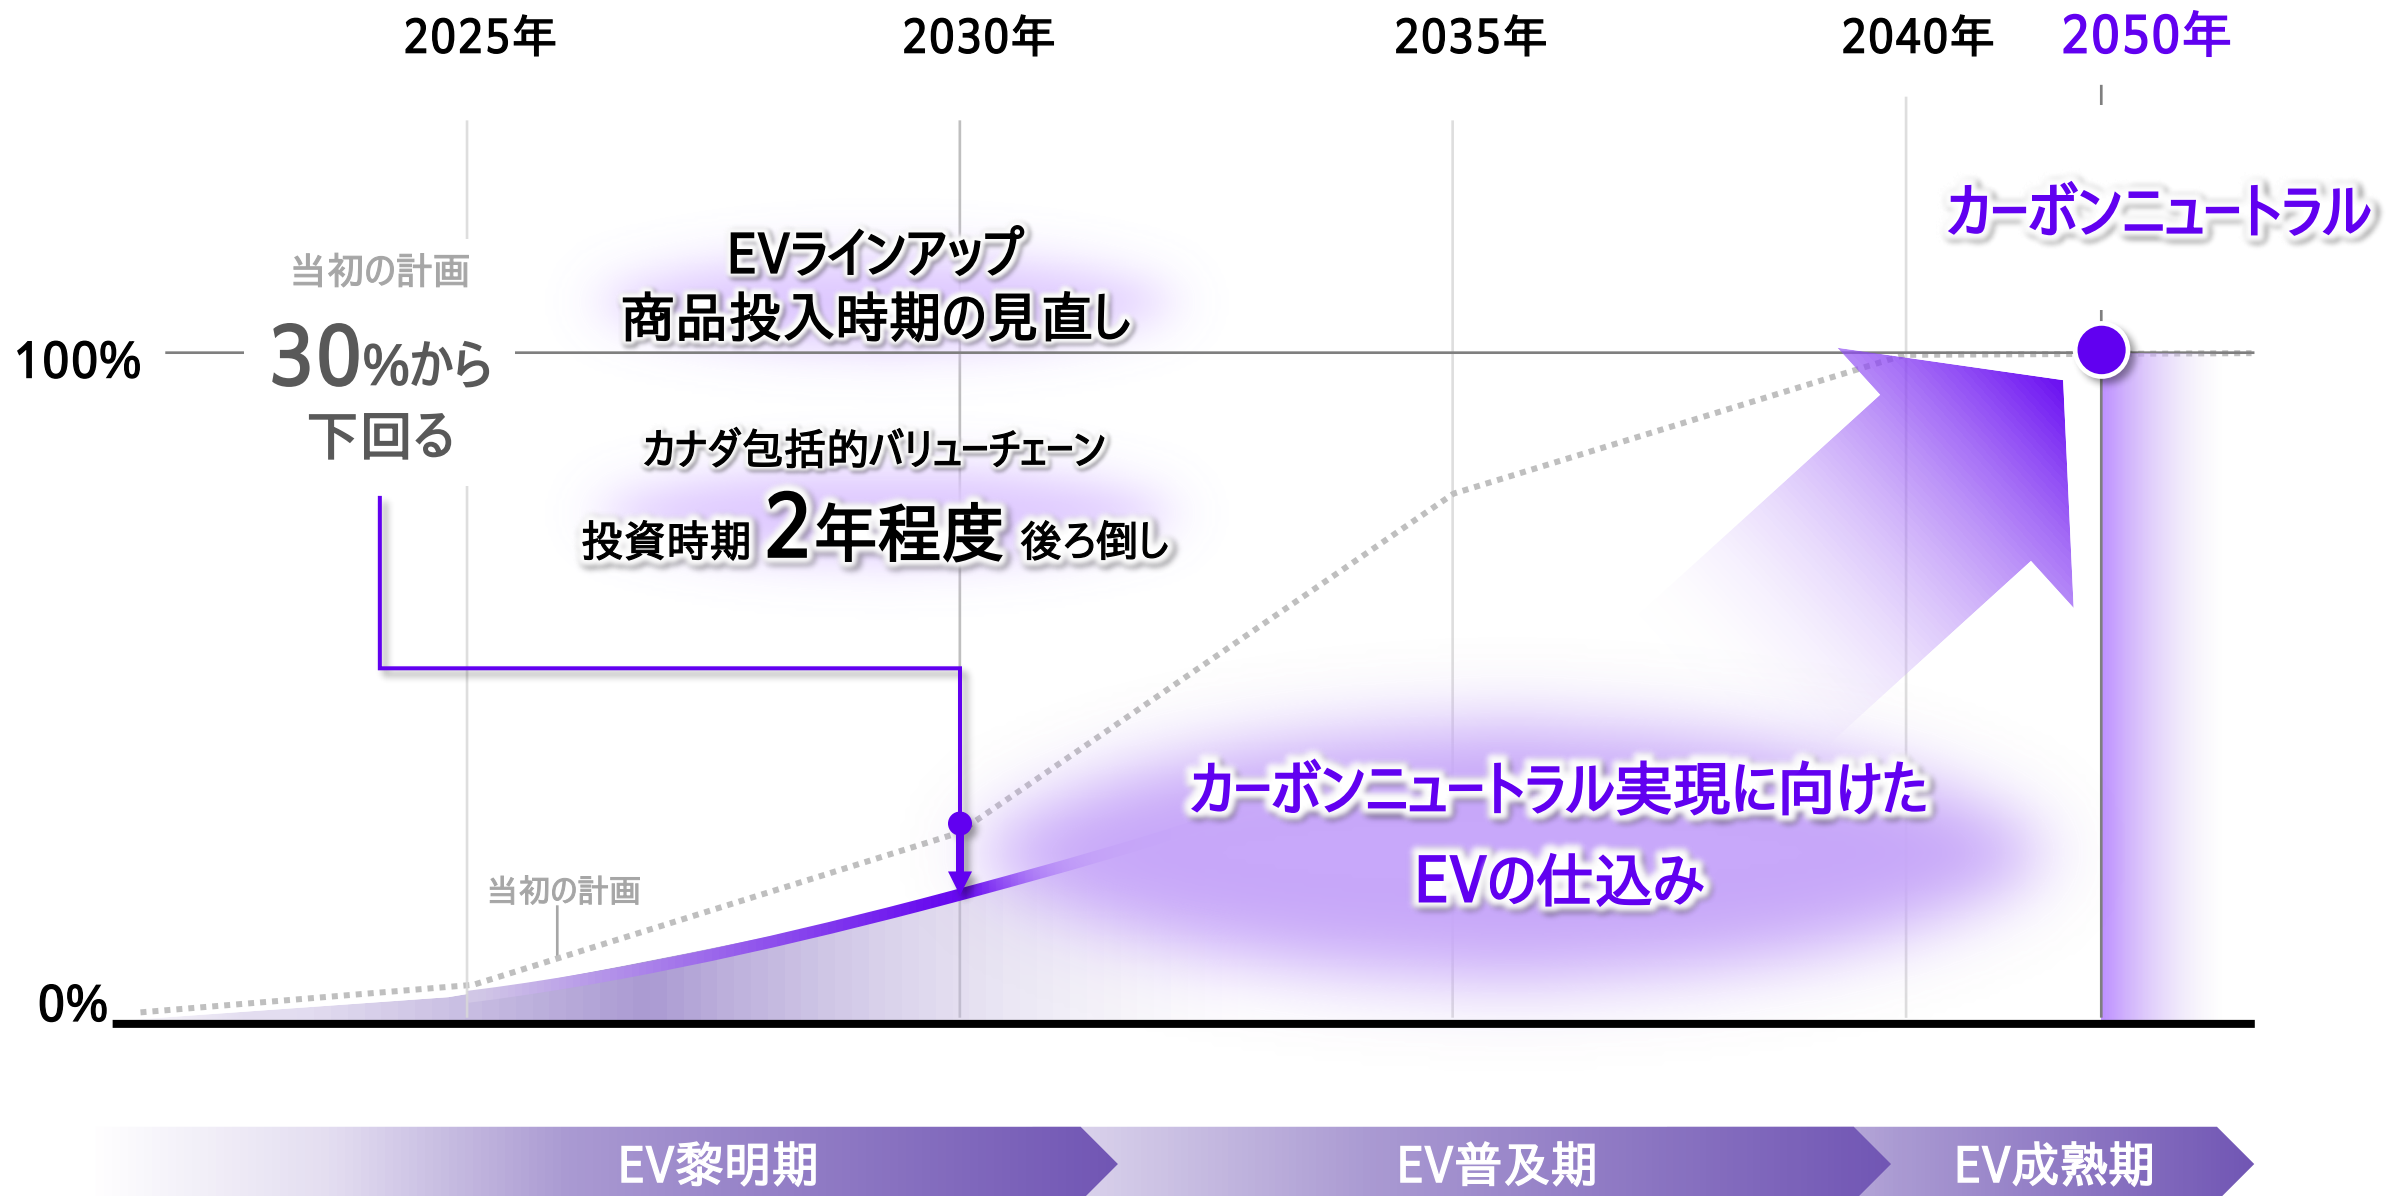 2025年
2030年
2035年
2040年
2050年
カーボンニュートラル
当初の計画
30%から
下回る
100%
EVラインアップ
商品投入時期の見直し
カナダ包括的バリューチェーン
投資時期 2年程度 後ろ倒し
カーボンニュートラル実現に向けた
EVの仕込み
当初の計画
0%
EV黎明期
EV普及期
EV成熟期